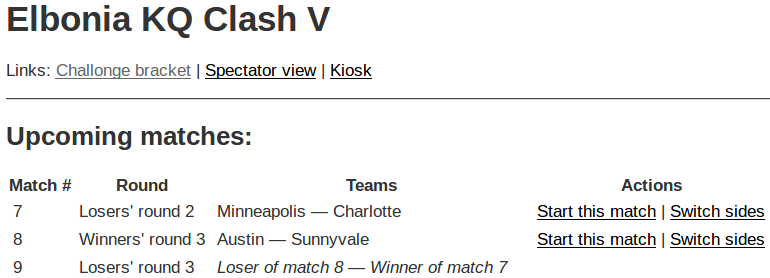 Elbonia KQ Clash V
Links: Challonge bracket | Spectator view | Kiosk
Upcoming matches:
Match # Round Teams Actions
7 Losers' round 2 Minneapolis — Charlotte Start this match | Switch sides
8 Winners' round 3 Austin — Sunnyvale Start this match | Switch sides
9 Losers' round 3 Loser of match 8 — Winner of match 7